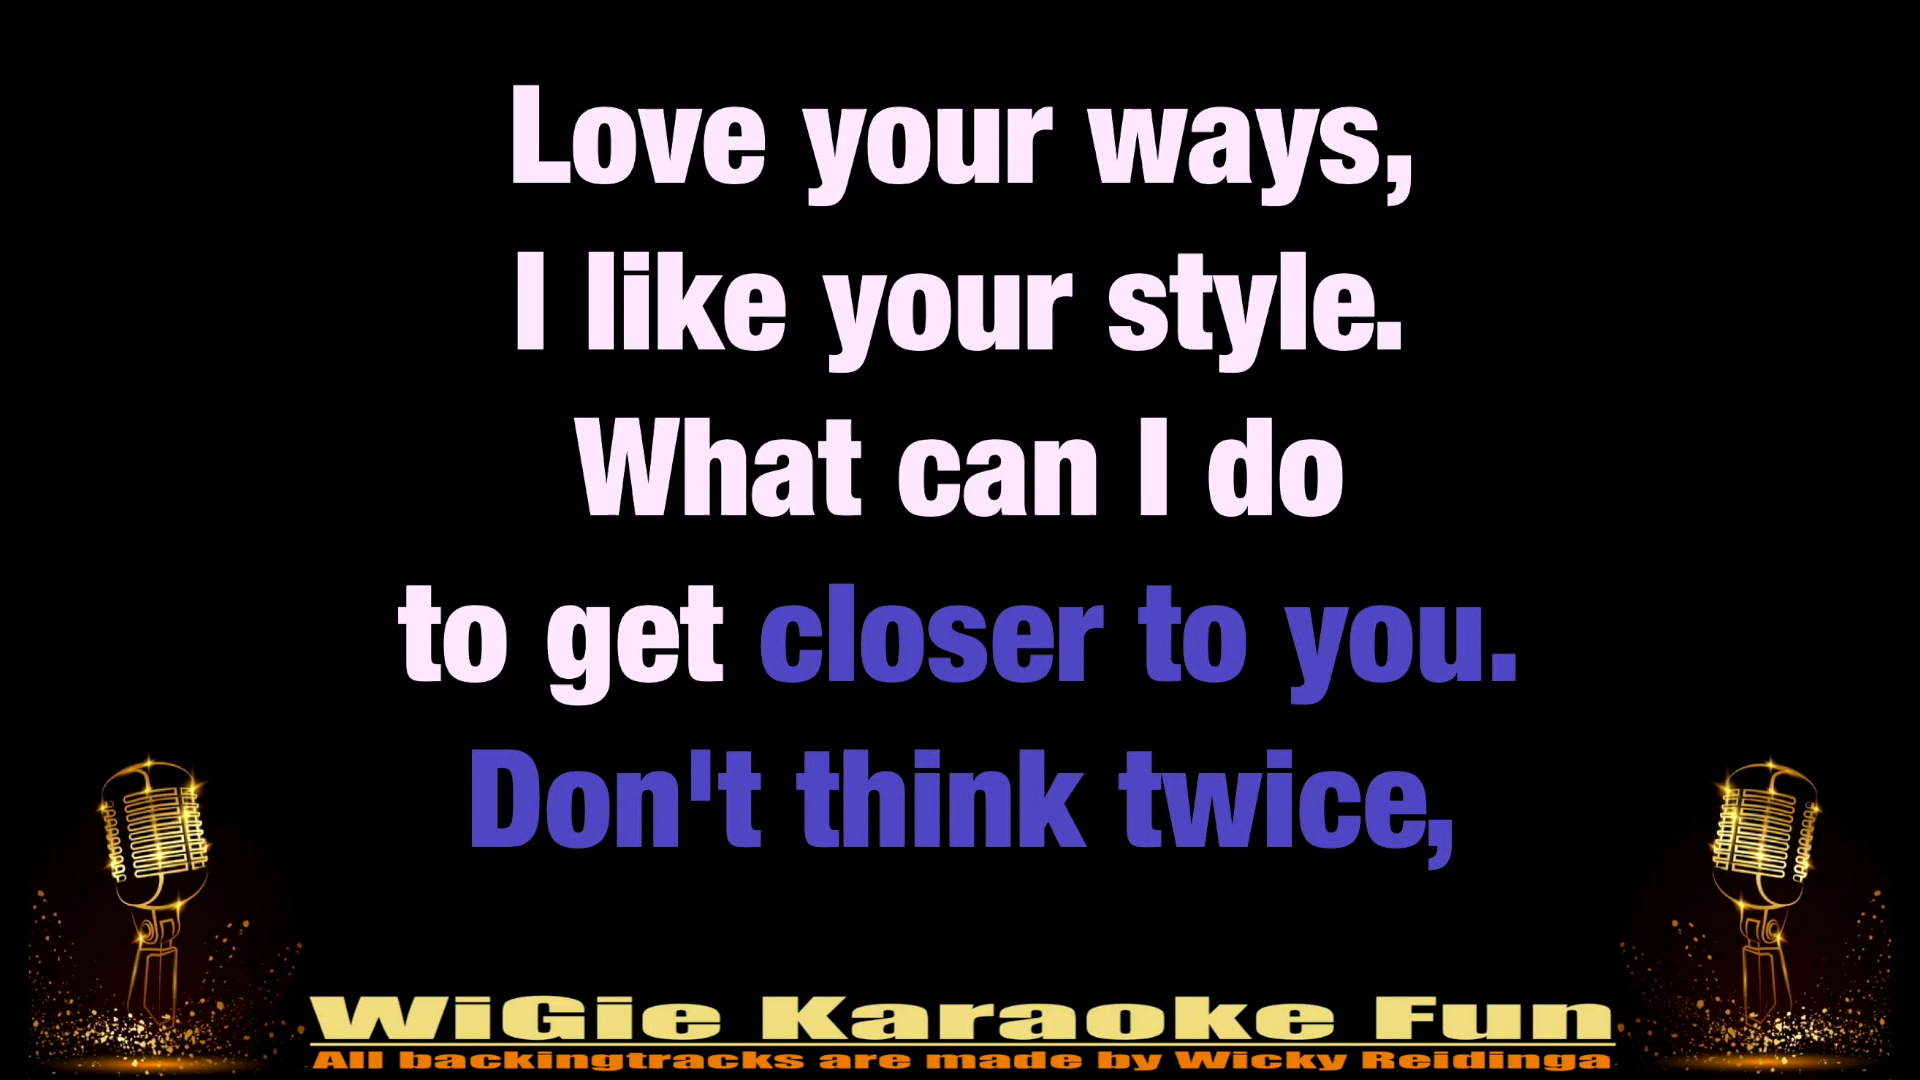 Love your ways,
I like your style.
What can I do
to get closer to you.
Don't think twice,
WiGie Karaoke Fun
All backingtracks are made by Wicky Reidinga